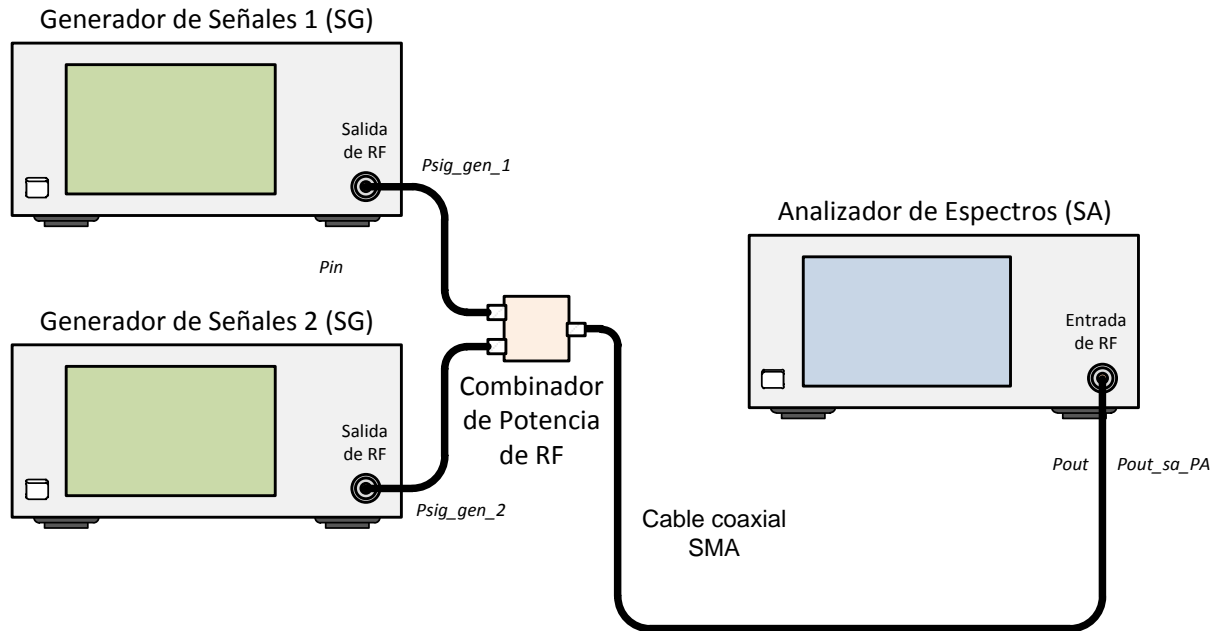 Generador de Señales 1 (SG)
Salida
de RF
Psig_gen_1
Pin
Generador de Señales 2 (SG)
Salida
de RF
Psig_gen_2
Combinador
de Potencia
de RF
Cable coaxial
SMA
Analizador de Espectros (SA)
Entrada
de RF
Pout
Pout_sa_PA